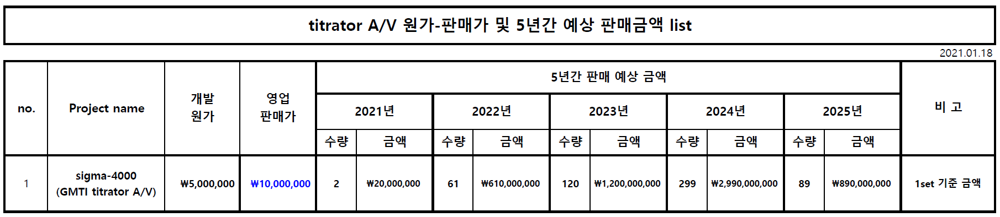 titrator A/V 원가-판매가 및 5년간 예상 판매금액 list
2021.01.18
no.
Project name
개발
원가
영업
판매가
5년간 판매 예상 금액
비 고
2021년
2022년
2023년
2024년
2025년
수량
금액
수량
금액
수량
금액
수량
금액
수량
금액
1
sigma-4000
(GMTI titrator A/V)
₩5,000,000
₩10,000,000
2
₩20,000,000
61
₩610,000,000
120
₩1,200,000,000
299
₩2,990,000,000
89
₩890,000,000
1set 기준 금액